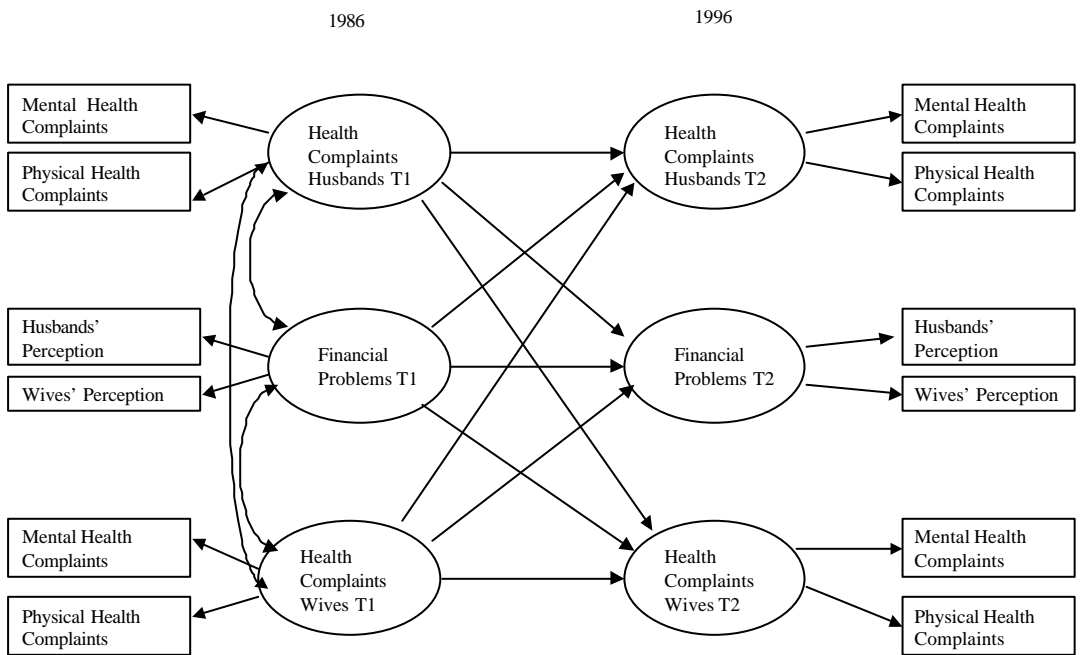 1986
1996
Mental Health
Complaints
Physical Health
Complaints
Health
Complaints
Husbands T1
Health
Complaints
Husbands T2
Mental Health
Complaints
Physical Health
Complaints
Husbands’
Perception
Wives’ Perception
Financial
Problems T1
Financial
Problems T2
Husbands’
Perception
Wives’ Perception
Mental Health
Complaints
Physical Health
Complaints
Health
Complaints
Wives T1
Health
Complaints
Wives T2
Mental Health
Complaints
Physical Health
Complaints